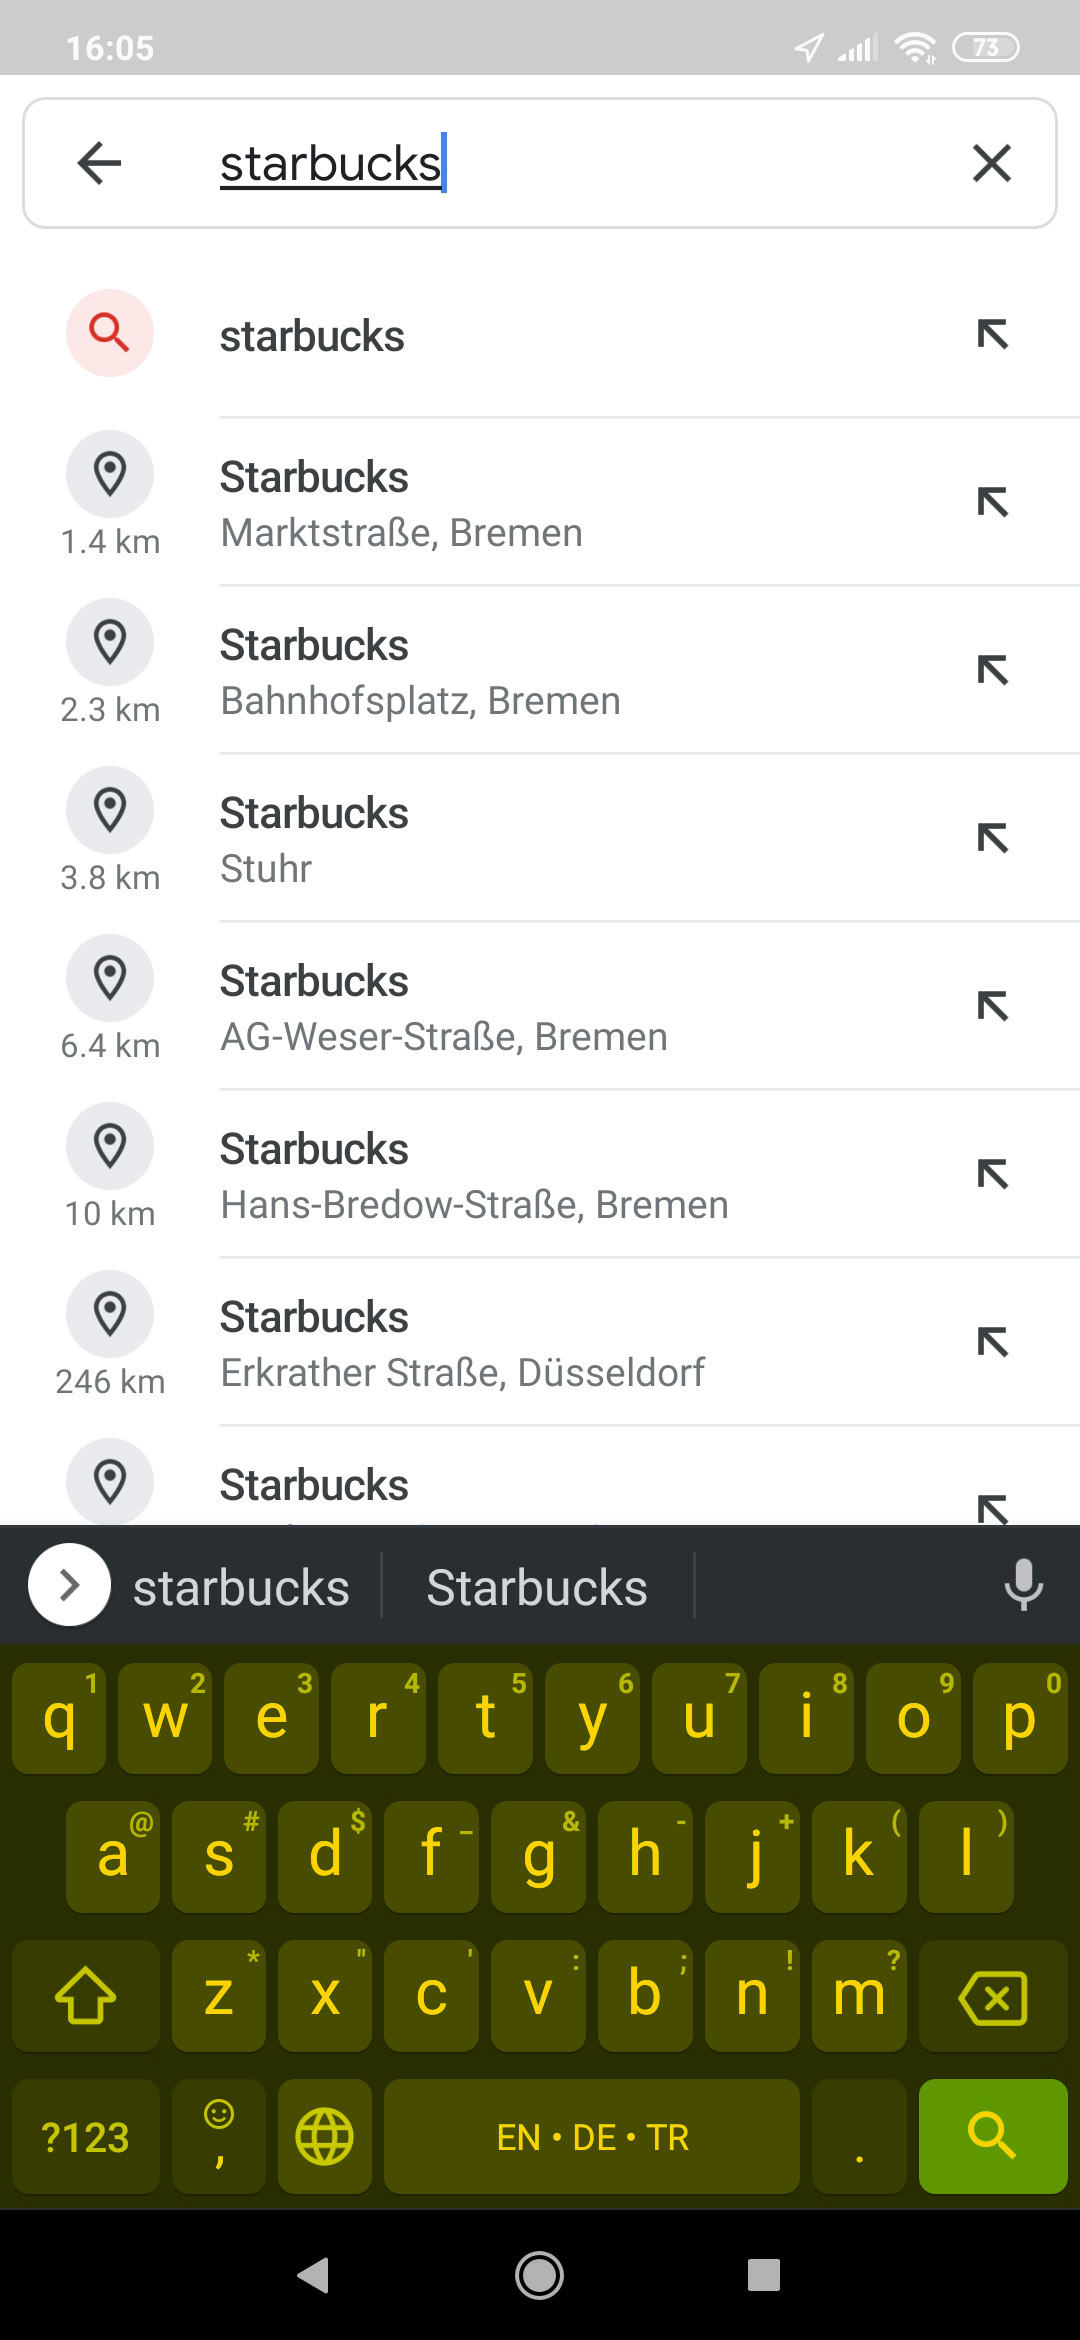 16:05
73
starbucks
starbucks
Starbucks
Marktstraße, Bremen
1.4 km
Starbucks
Bahnhofsplatz, Bremen
2.3 km
Starbucks
Stuhr
3.8 km
Starbucks
AG-Weser-Straße, Bremen
6.4 km
Starbucks
Hans-Bredow-Straße, Bremen
10 km
Starbucks
Erkrather Straße, Düsseldorf
246 km
Starbucks
starbucks Starbucks
1 2 3 4 5 6 7 8 9 0
q w e r t y u i o p
@ # $ _ & - + ( )
a s d f g h j k l
* " ' : ; ! ?
z x c v b n m
?123 , EN • DE • TR .